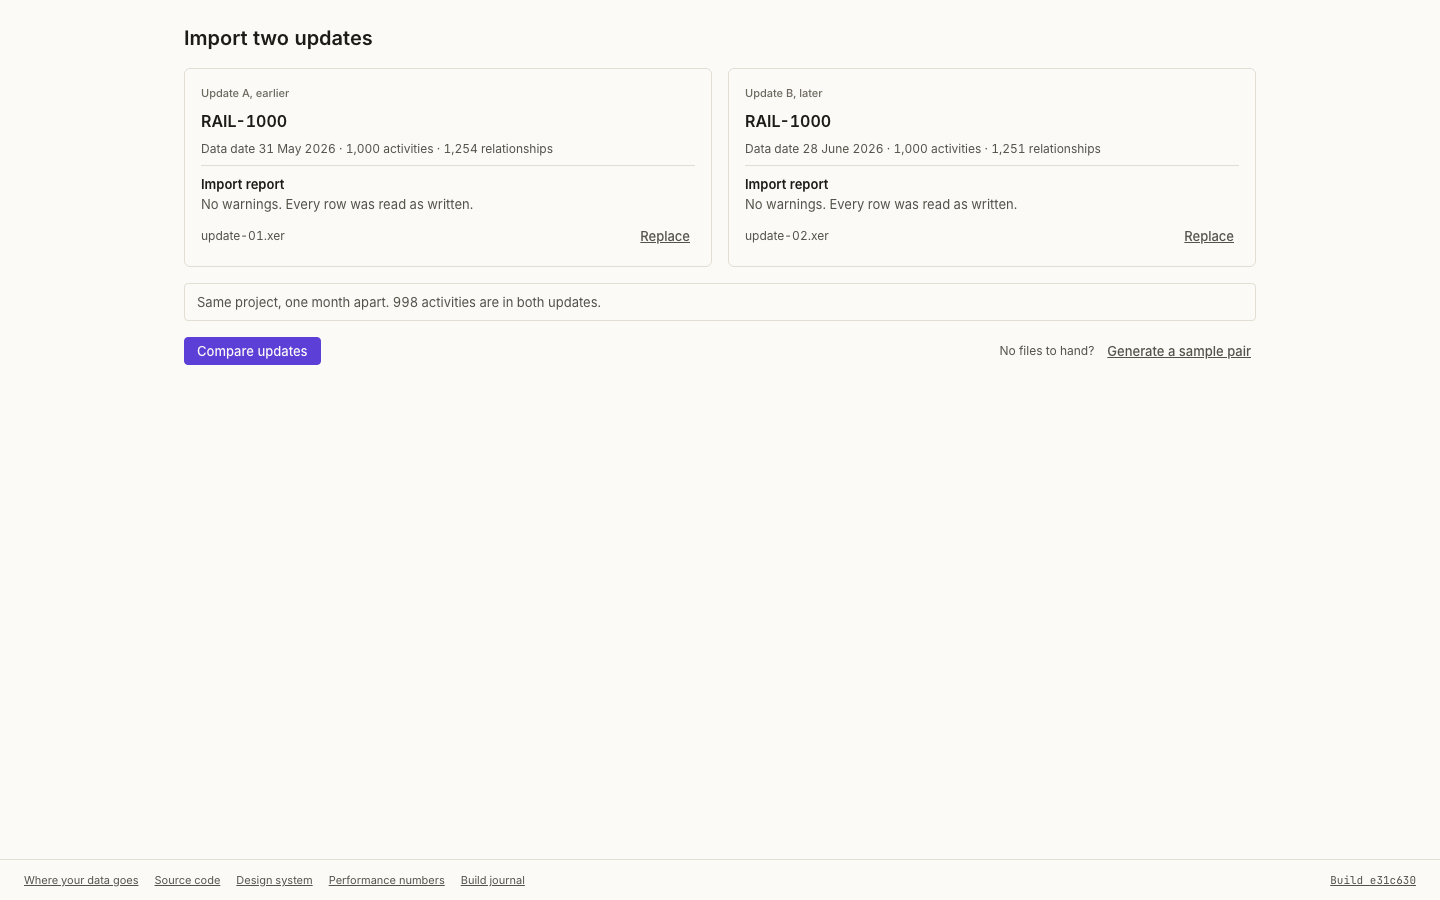 Import two updates
Update A, earlier
RAIL-1000
Data date 31 May 2026 · 1,000 activities · 1,254 relationships
Import report
No warnings. Every row was read as written.
update-01.xer
Replace
Update B, later
RAIL-1000
Data date 28 June 2026 · 1,000 activities · 1,251 relationships
Import report
No warnings. Every row was read as written.
update-02.xer
Replace
Same project, one month apart. 998 activities are in both updates.
Compare updates
No files to hand? Generate a sample pair
Where your data goes Source code Design system Performance numbers Build journal
Build e31c630